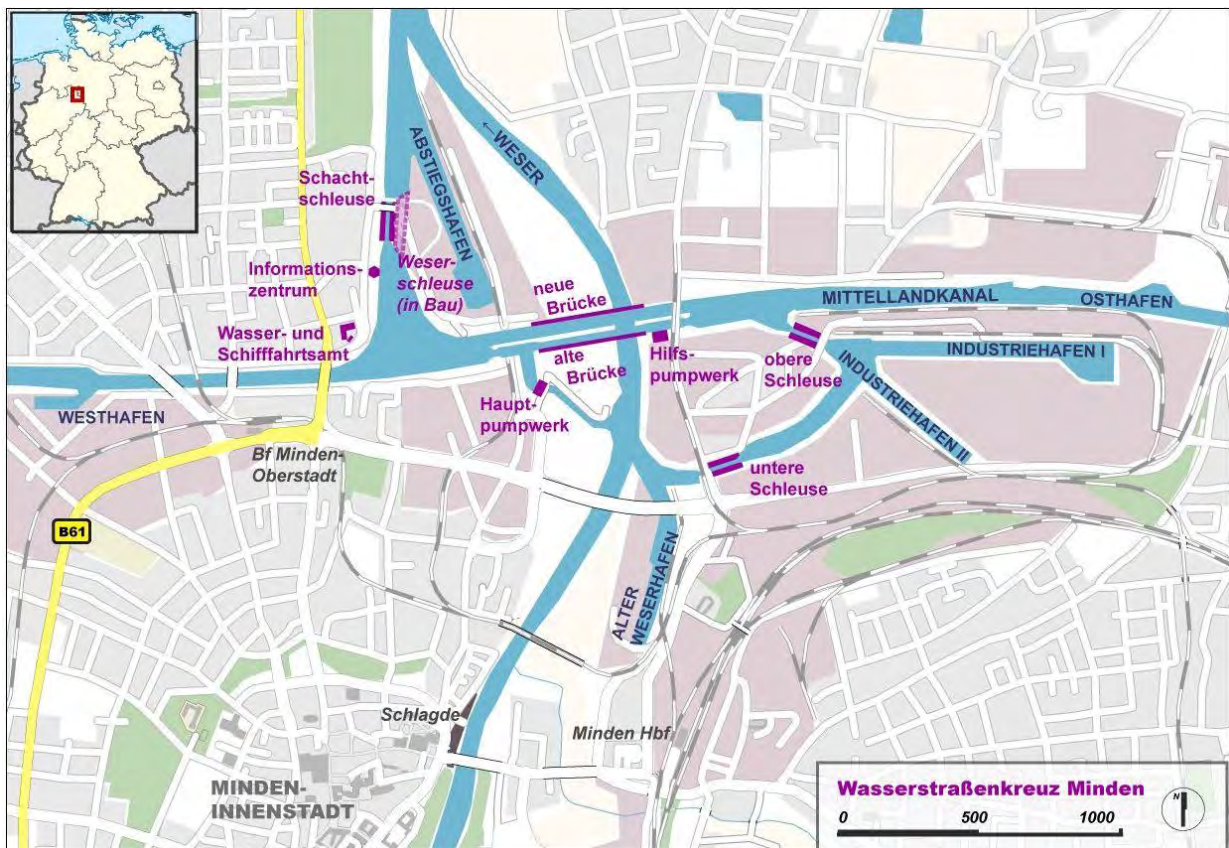 ABSTIEGSHAFEN
←WESER
Schacht-
schleuse
Informations-
zentrum
Weser-
schleuse
(in Bau)
neue
Brücke
MITTELLANDKANAL
OSTHAFEN
Wasser- und
Schifffahrtsamt
alte
Brücke
Hilfs-
pumpwerk
obere
Schleuse
INDUSTRIEHAFEN I
INDUSTRIEHAFEN II
WESTHAFEN
Haupt-
pumpwerk
Bf Minden-
Oberstadt
untere
Schleuse
B61
ALTER
WESERHAFEN
Schlagde
Minden Hbf
MINDEN-
INNENSTADT
Wasserstraßenkreuz Minden
0 500 1000
N